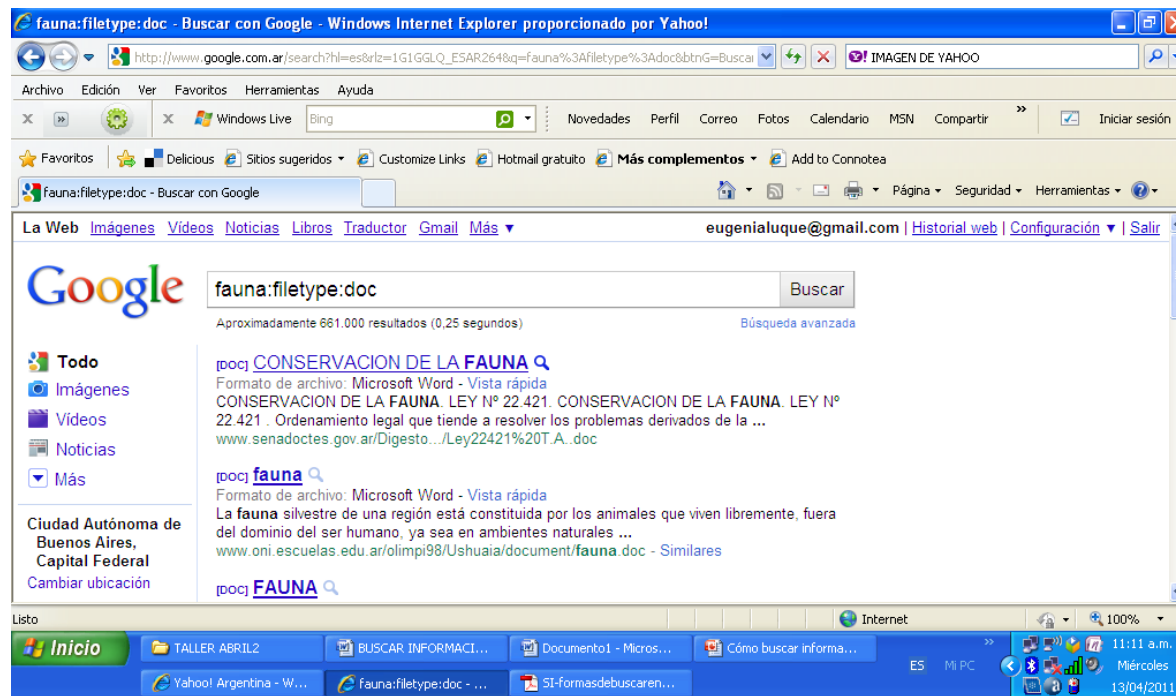 fauna:filetype:doc - Buscar con Google - Windows Internet Explorer proporcionado por Yahoo!
http://www.google.com.ar/search?hl=es&rlz=1G1GGLQ_ESAR264&q=fauna%3Afiletype%3Adoc&btnG=Buscar
IMAGEN DE YAHOO
Archivo Edición Ver Favoritos Herramientas Ayuda
X » X Windows Live Bing Novedades Perfil Correo Fotos Calendario MSN Compartir » Iniciar sesión
Favoritos Delicious Sitios sugeridos Customize Links Hotmail gratuito Más complementos Add to Connotea
fauna:filetype:doc - Buscar con Google Página Seguridad Herramientas
La Web Imágenes Vídeos Noticias Libros Traductor Gmail Más ▼ eugenialuque@gmail.com | Historial web | Configuración ▼ | Salir
Google fauna:filetype:doc Buscar
Aproximadamente 661.000 resultados (0,25 segundos) Búsqueda avanzada
Todo
Imágenes
Vídeos
Noticias
Más
Ciudad Autónoma de
Buenos Aires,
Capital Federal
Cambiar ubicación
[DOC] CONSERVACION DE LA FAUNA
Formato de archivo: Microsoft Word - Vista rápida
CONSERVACION DE LA FAUNA. LEY Nº 22.421. CONSERVACION DE LA FAUNA. LEY Nº
22.421 . Ordenamiento legal que tiende a resolver los problemas derivados de la ...
www.senadoctes.gov.ar/Digesto.../Ley22421%20T.A..doc
[DOC] fauna
Formato de archivo: Microsoft Word - Vista rápida
La fauna silvestre de una región está constituida por los animales que viven libremente, fuera
del dominio del ser humano, ya sea en ambientes naturales ...
www.oni.escuelas.edu.ar/olimpi98/Ushuaia/document/fauna.doc - Similares
[DOC] FAUNA
Listo Internet 100%
Inicio TALLER ABRIL2 BUSCAR INFORMACI... Documento1 - Micros... Cómo buscar informa... » 11:11 a.m.
ES Mi PC Miércoles
Yahoo! Argentina - W... fauna:filetype:doc - ... SI-formasdebuscaren... 13/04/2011